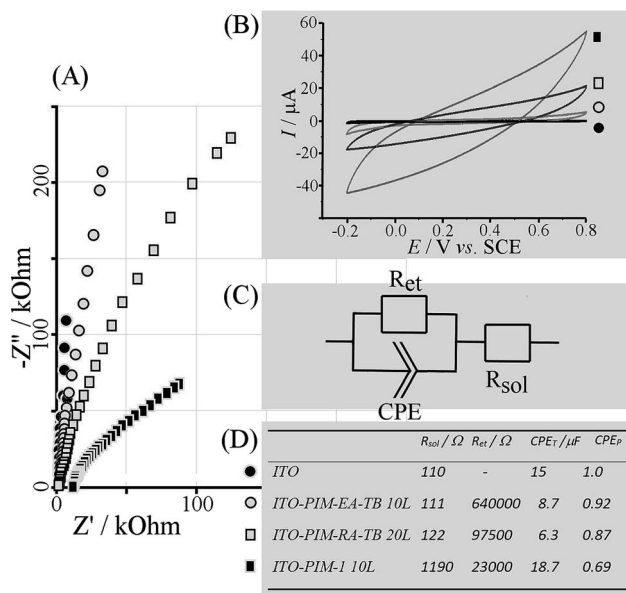 (A)
-Z" / kOhm
200
100
0
0
100
Z' / kOhm
(B)
I / µA
60
40
20
0
-20
-40
-0.2 0.0 0.2 0.4 0.6 0.8
E / V vs. SCE
(C)
Ret
CPE
Rsol
(D)
Rsol / Ω Ret / Ω CPET / µF CPEP
ITO 110 - 15 1.0
ITO-PIM-EA-TB 10L 111 640000 8.7 0.92
ITO-PIM-RA-TB 20L 122 97500 6.3 0.87
ITO-PIM-1 10L 1190 23000 18.7 0.69